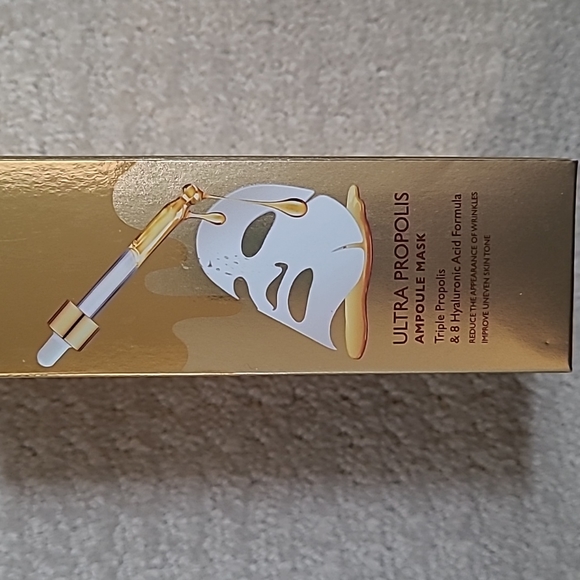 ULTRA PROPOLIS
AMPOULE MASK
Triple Propolis
& 8 Hyaluronic Acid Formula
REDUCE THE APPEARANCE OF WRINKLES
IMPROVE UNEVEN SKIN TONE